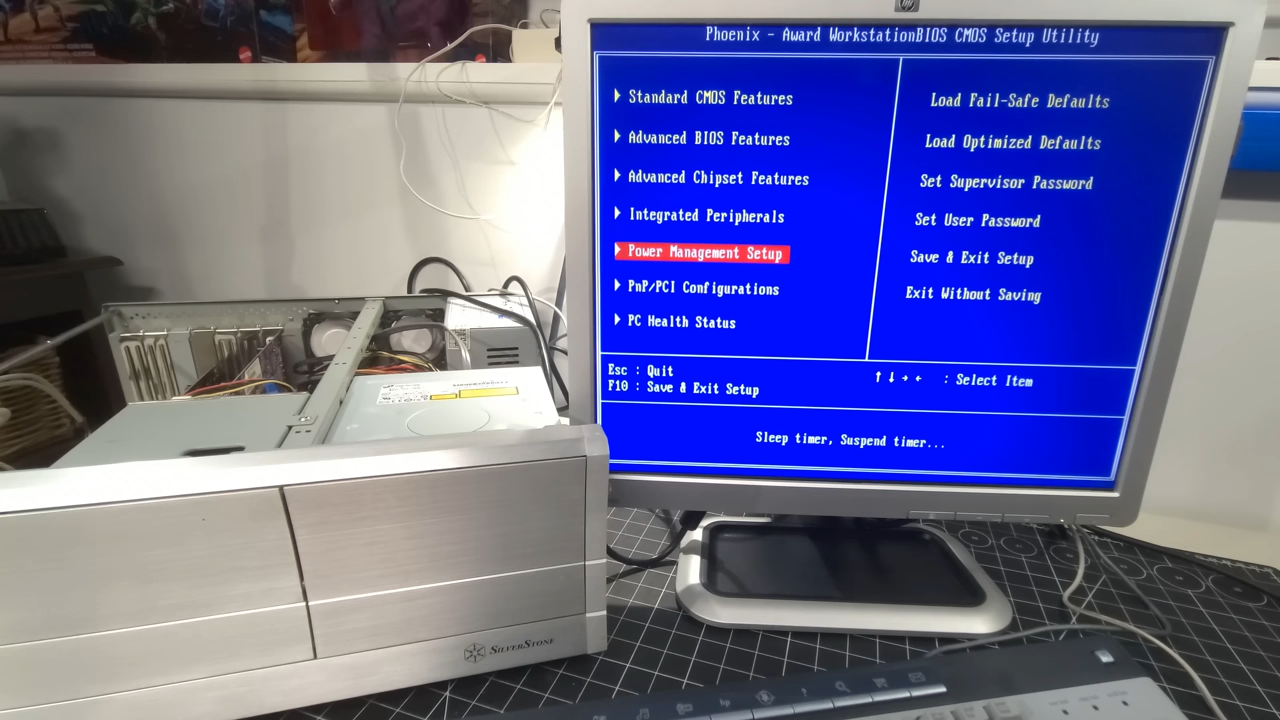 hp
Phoenix - Award WorkstationBIOS CMOS Setup Utility
Standard CMOS Features
Advanced BIOS Features
Advanced Chipset Features
Integrated Peripherals
Power Management Setup
PnP/PCI Configurations
PC Health Status
Load Fail-Safe Defaults
Load Optimized Defaults
Set Supervisor Password
Set User Password
Save & Exit Setup
Exit Without Saving
Esc : Quit
F10 : Save & Exit Setup
↑ ↓ → ← : Select Item
Sleep timer, Suspend timer...
SILVERSTONE